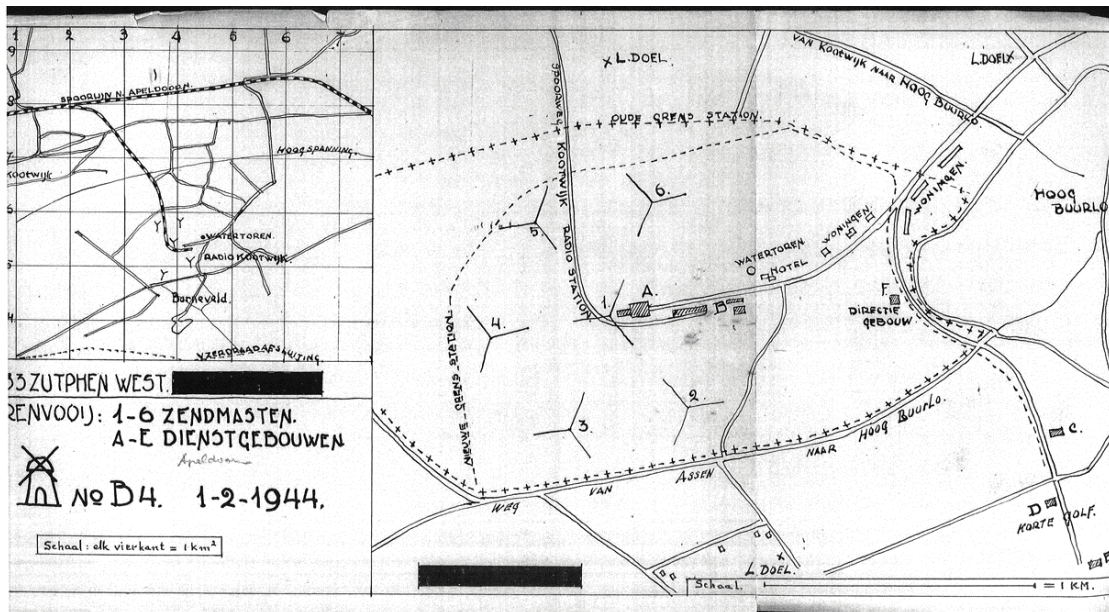 1 2 3 4 5 6
9
8
7
6
5
4
SPOORLIJN N. APELDOORN.
HOOGSPANNING.
KOOTWIJK
WATERTOREN.
RADIO KOOTWIJK
Y Y
Y
Y
Barneveld.
IJZERDRAADAFSLUITING.
33 ZUTPHEN WEST.
RENVOOIJ: 1-6 ZENDMASTEN.
A-E DIENSTGEBOUWEN
Apeldoorn
No B4. 1-2-1944.
Schaal: elk vierkant = 1 km²
L. DOEL
VAN KOOTWIJK NAAR HOOG BUURLO
L. DOEL
SPOORWEG KOOTWIJK RADIO STATION
OUDE GRENS STATION.
WONINGEN.
HOOG BUURLO
6.
5.
WATERTOREN
HOTEL
WONINGEN
1.
A.
B
F
DIRECTIE GEBOUW
4.
NIEUWE-GRENS-STATION
2.
3.
C.
WEG VAN ASSEN NAAR HOOG BUURLO.
D
KORTE GOLF.
L. DOEL.
Schaal. = 1 KM.